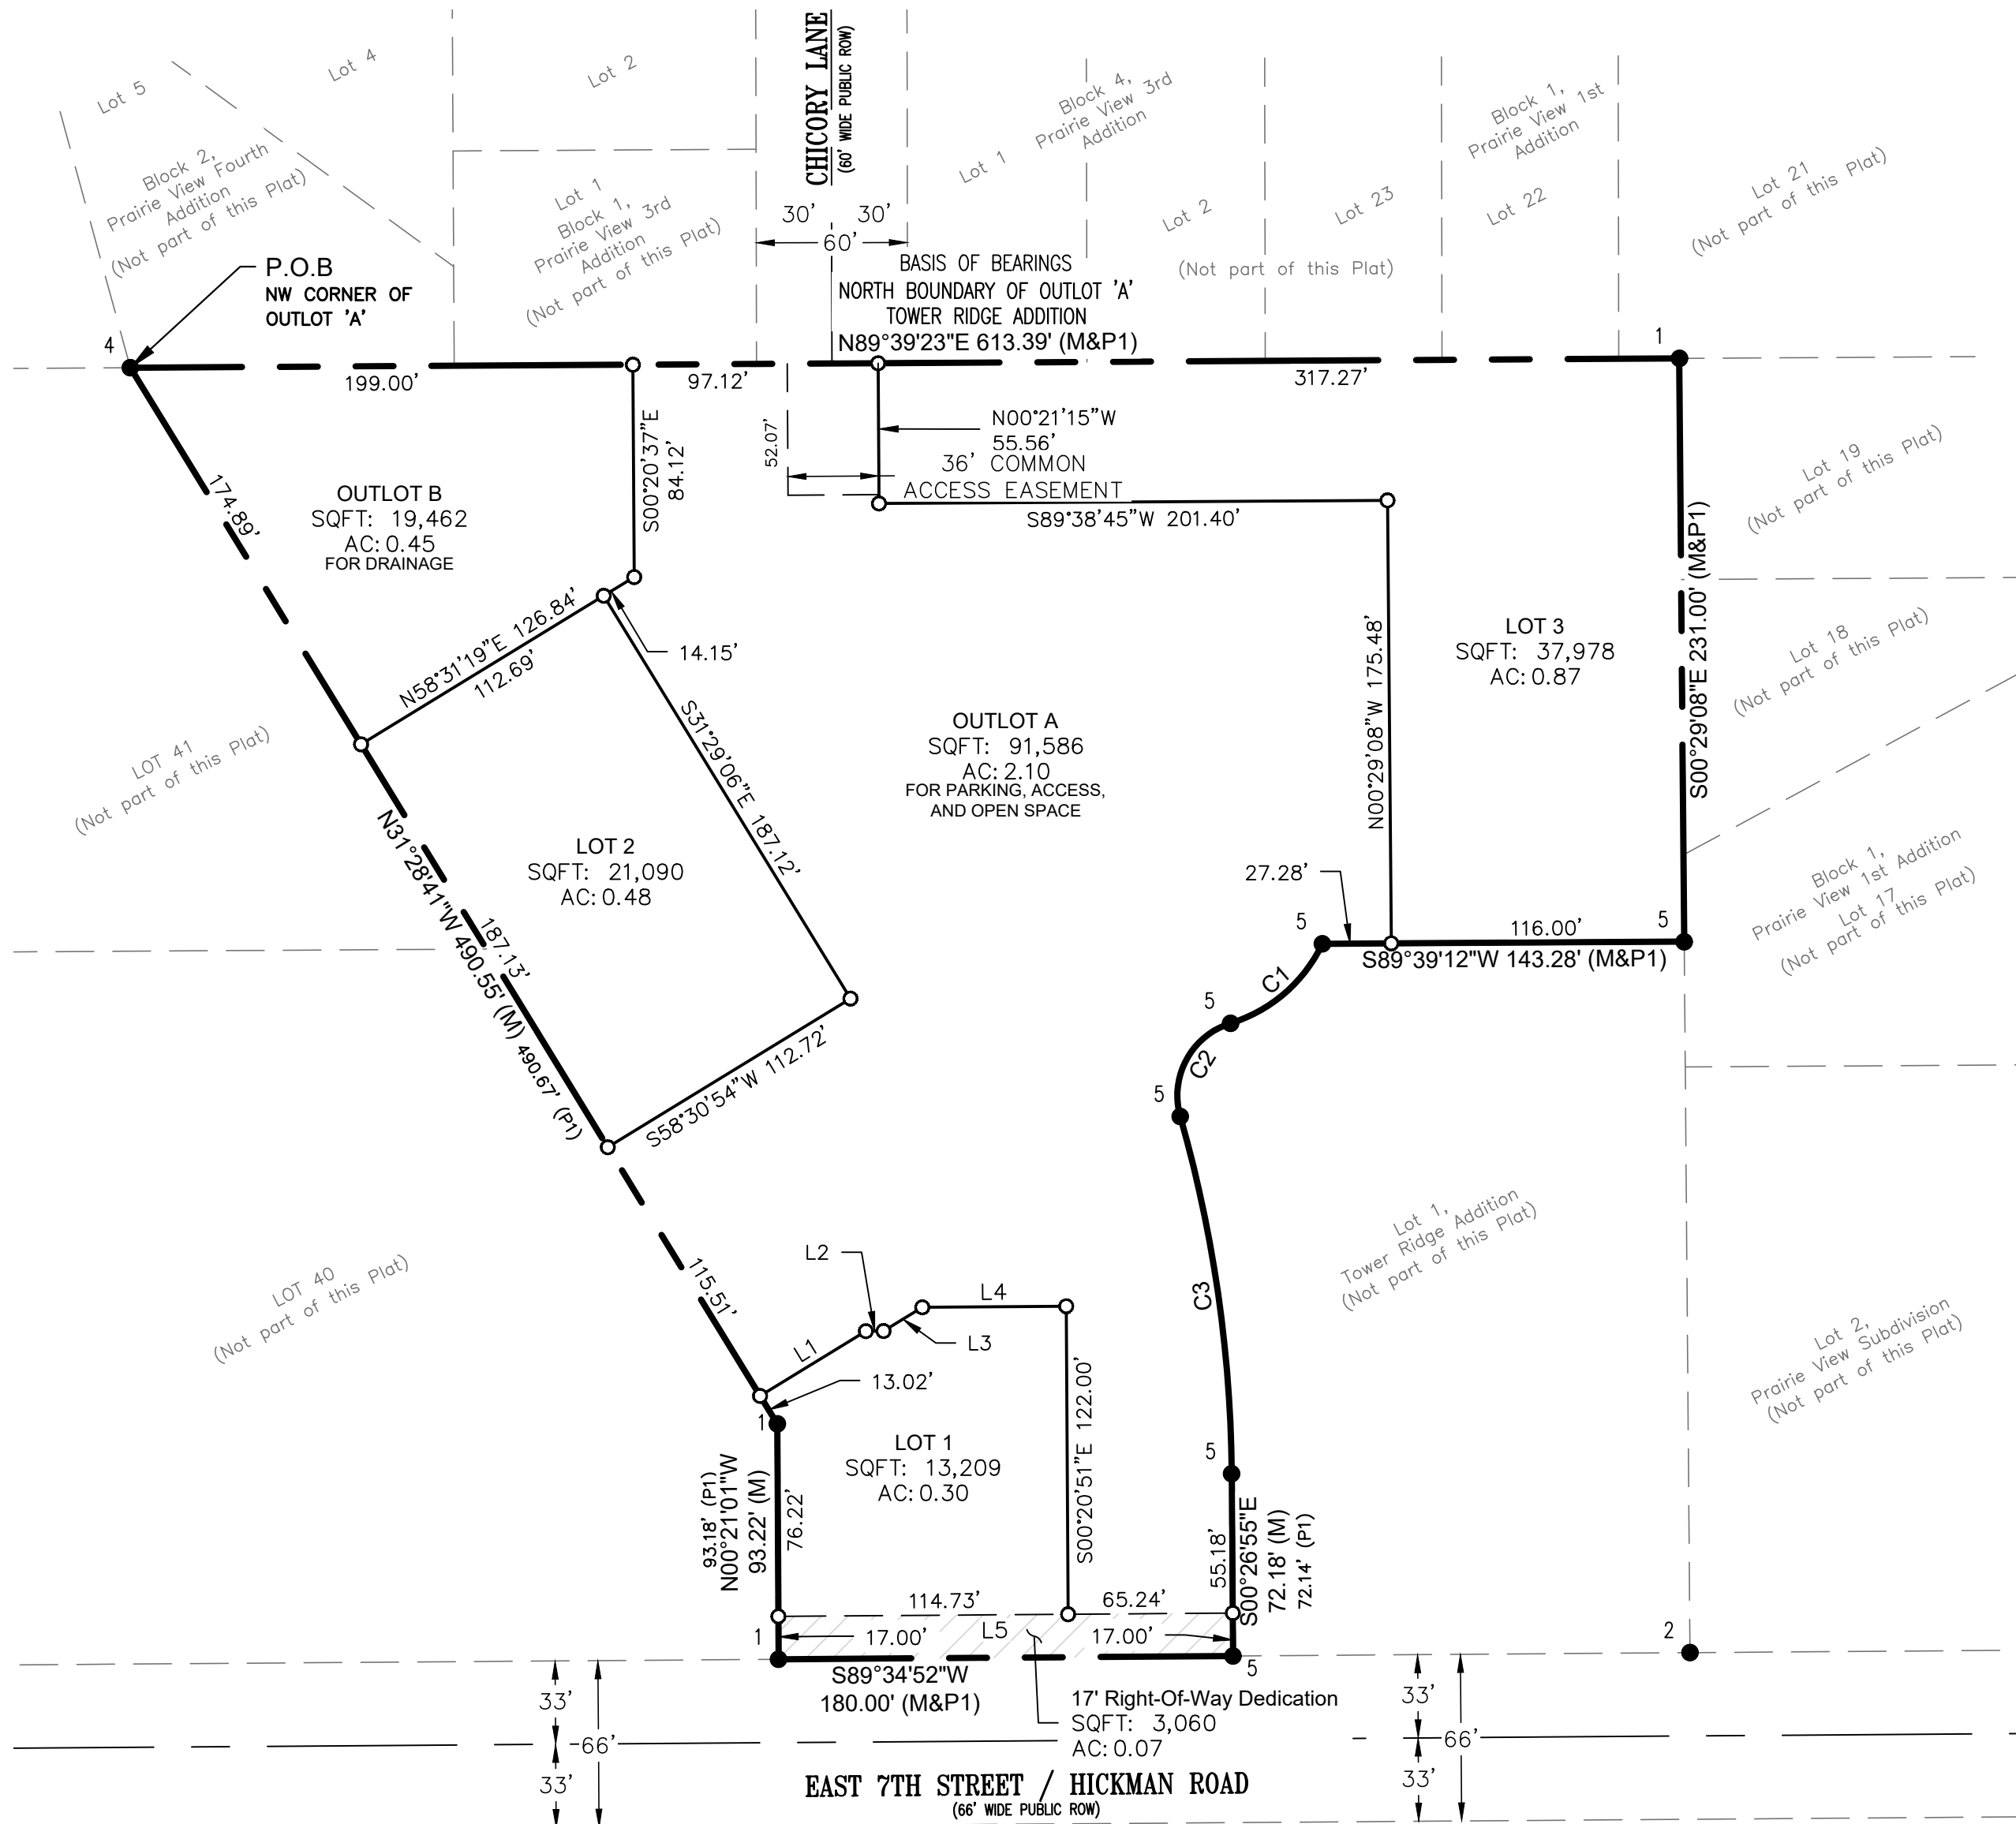 CHICORY LANE
(60' WIDE PUBLIC ROW)
Lot 5
Lot 4
Lot 2
Block 2,
Prairie View Fourth
Addition
(Not part of this Plat)
Lot 1
Block 1,
Prairie View 3rd
Addition
(Not part of this Plat)
Lot 1
Block 4,
Prairie View 3rd
Addition
Lot 2
Lot 23
(Not part of this Plat)
Block 1,
Prairie View 1st
Addition
Lot 22
Lot 21
(Not part of this Plat)
30' 30'
60'
P.O.B
NW CORNER OF
OUTLOT 'A'
BASIS OF BEARINGS
NORTH BOUNDARY OF OUTLOT 'A'
TOWER RIDGE ADDITION
N89°39'23"E 613.39' (M&P1)
4
1
199.00'
97.12'
317.27'
52.07'
N00°21'15"W
55.56'
36' COMMON
ACCESS EASEMENT
S89°38'45"W 201.40'
S00°20'37"E
84.12'
174.89'
OUTLOT B
SQFT: 19,462
AC: 0.45
FOR DRAINAGE
N58°31'19"E 126.84'
112.69'
14.15'
S31°29'06"E 187.12'
OUTLOT A
SQFT: 91,586
AC: 2.10
FOR PARKING, ACCESS,
AND OPEN SPACE
N00°29'08"W 175.48'
LOT 3
SQFT: 37,978
AC: 0.87
S00°29'08"E 231.00' (M&P1)
Lot 19
(Not part of this Plat)
Lot 18
(Not part of this Plat)
Block 1,
Prairie View 1st Addition
Lot 17
(Not part of this Plat)
LOT 41
(Not part of this Plat)
N31°28'41"W 490.55' (M) 490.67' (P1)
187.13'
LOT 2
SQFT: 21,090
AC: 0.48
S58°30'54"W 112.72'
27.28'
5
116.00'
5
S89°39'12"W 143.28' (M&P1)
C1
5
C2
5
C3
Lot 1,
Tower Ridge Addition
(Not part of this Plat)
Lot 2,
Prairie View Subdivision
(Not part of this Plat)
LOT 40
(Not part of this Plat)
115.51'
L2
L4
L1
L3
13.02'
1
LOT 1
SQFT: 13,209
AC: 0.30
93.18' (P1)
N00°21'01"W
93.22' (M)
76.22'
S00°20'51"E 122.00'
5
55.18'
S00°26'55"E
72.18' (M)
72.14' (P1)
114.73'
65.24'
1
17.00'
L5
17.00'
5
2
S89°34'52"W
180.00' (M&P1)
17' Right-Of-Way Dedication
SQFT: 3,060
AC: 0.07
33'
66'
33'
33'
66'
33'
EAST 7TH STREET / HICKMAN ROAD
(66' WIDE PUBLIC ROW)